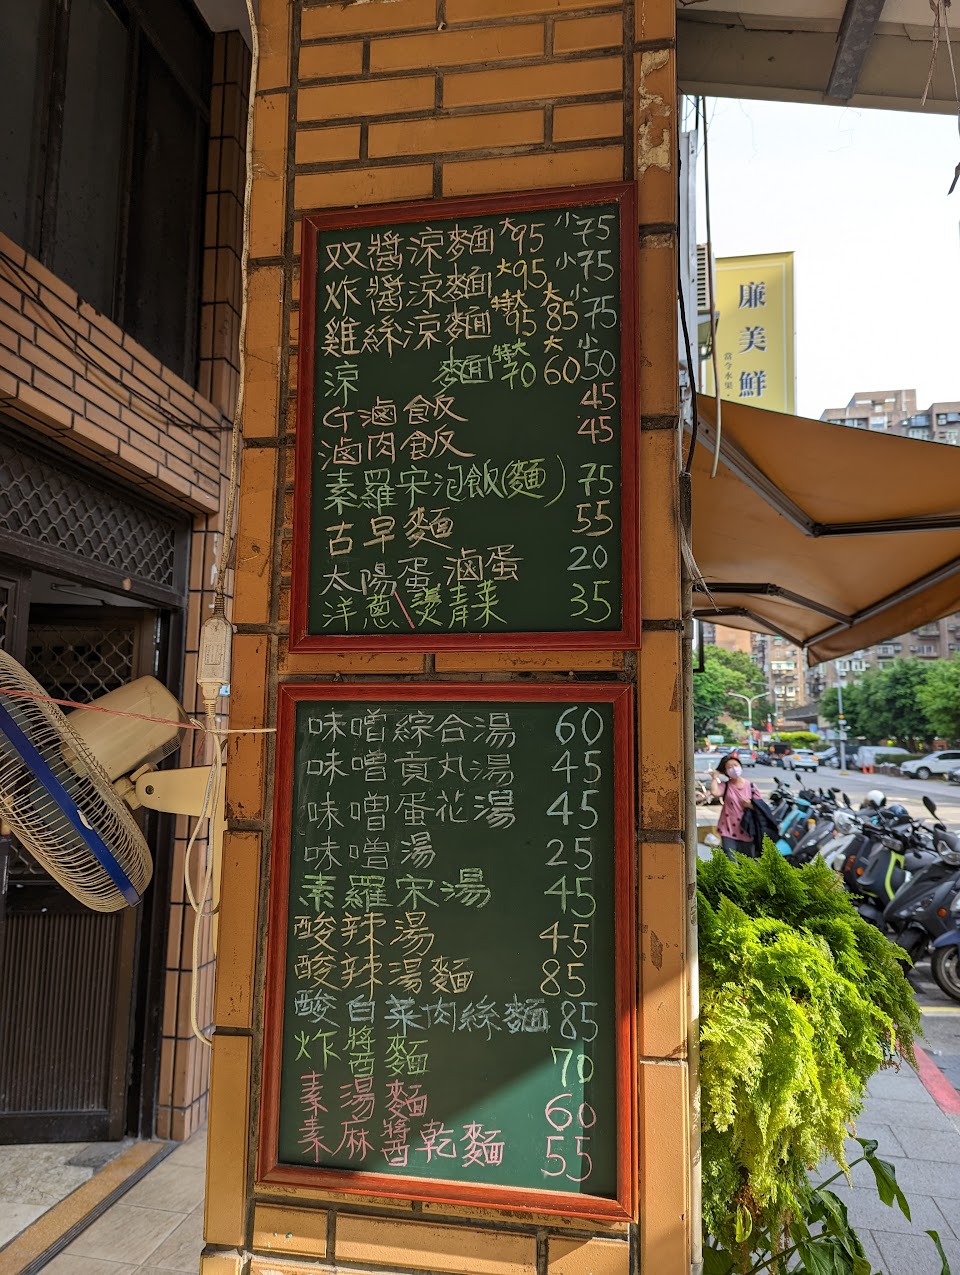 双醬涼麵 大95 小75
炸醬涼麵 大95 小75
雞絲涼麵 特大95 大85 小75
涼 麵 特大70 大60 小50
G滷飯 45
滷肉飯 45
素羅宋泡飯(麵) 75
古早麵 55
太陽蛋 滷蛋 20
洋蔥 燙青菜 35
味噌綜合湯 60
味噌貢丸湯 45
味噌蛋花湯 45
味噌湯 25
素羅宋湯 45
酸辣湯 45
酸辣湯麵 85
酸白菜肉絲麵 85
炸醬麵 70
素湯麵 60
素麻醬乾麵 55
廉美鮮